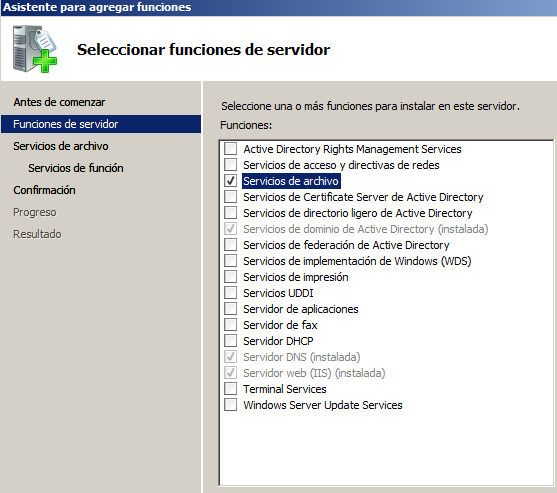 Asistente para agregar funciones
Seleccionar funciones de servidor
Antes de comenzar
Funciones de servidor
Servicios de archivo
Servicios de función
Confirmación
Progreso
Resultado
Seleccione una o más funciones para instalar en este servidor.
Funciones:
Active Directory Rights Management Services
Servicios de acceso y directivas de redes
Servicios de archivo
Servicios de Certificate Server de Active Directory
Servicios de directorio ligero de Active Directory
Servicios de dominio de Active Directory (instalada)
Servicios de federación de Active Directory
Servicios de implementación de Windows (WDS)
Servicios de impresión
Servicios UDDI
Servidor de aplicaciones
Servidor de fax
Servidor DHCP
Servidor DNS (instalada)
Servidor web (IIS) (instalada)
Terminal Services
Windows Server Update Services